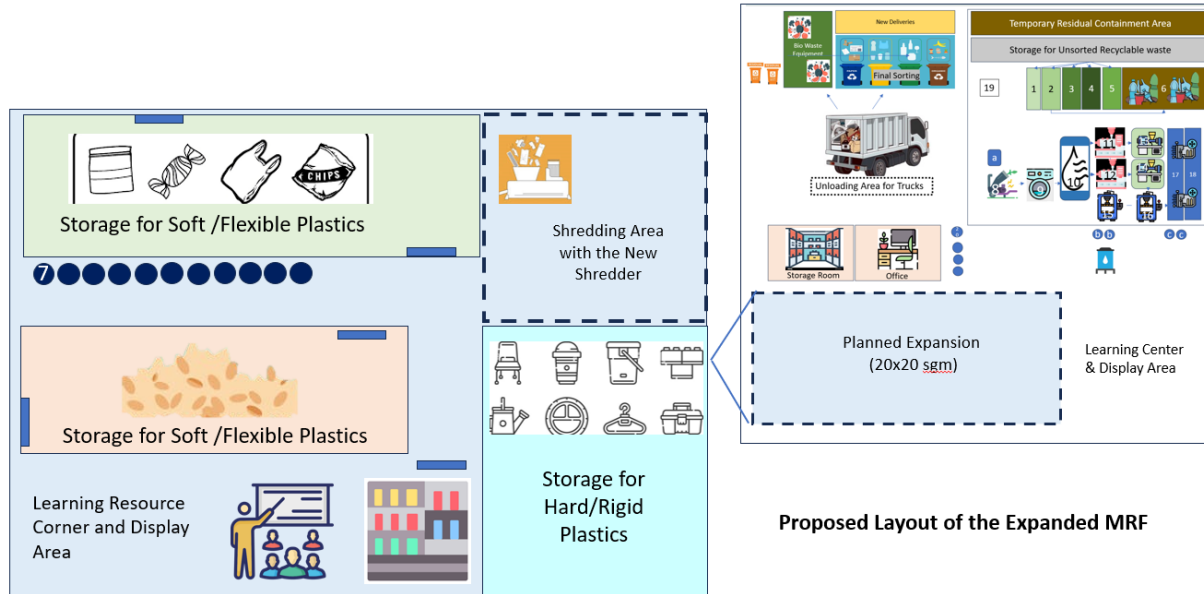 CHIPS
Storage for Soft /Flexible Plastics
7
Shredding Area
with the New
Shredder
Storage for Soft /Flexible Plastics
Learning Resource
Corner and Display
Area
Storage for
Hard/Rigid
Plastics
Bio Waste
Equipment
New Deliveries
Final Sorting
Unloading Area for Trucks
Storage Room
Office
Temporary Residual Containment Area
Storage for Unsorted Recyclable waste
19
1
2
3
4
5
6
a
8
9
10
11
12
15
16
17
18
b b
c c
Planned Expansion
(20x20 sgm)
Learning Center
& Display Area
Proposed Layout of the Expanded MRF